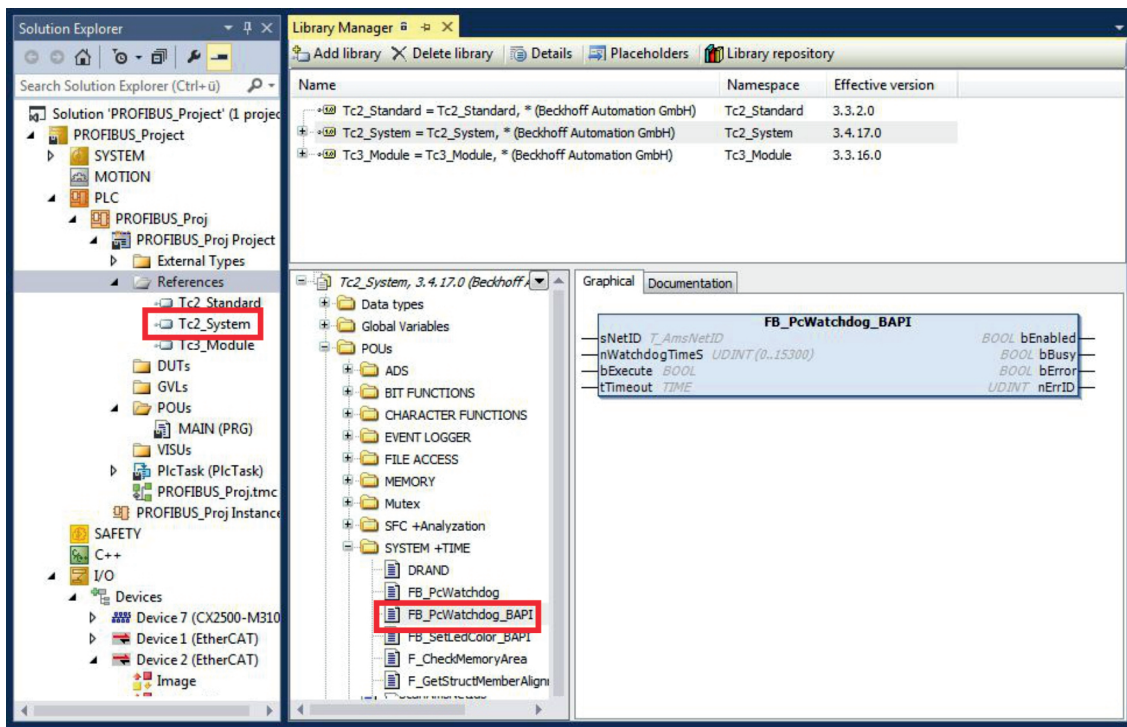 Solution Explorer
Search Solution Explorer (Ctrl+ü)
Solution 'PROFIBUS_Project' (1 projec
PROFIBUS_Project
SYSTEM
MOTION
PLC
PROFIBUS_Proj
PROFIBUS_Proj Project
External Types
References
Tc2_Standard
Tc2_System
Tc3_Module
DUTs
GVLs
POUs
MAIN (PRG)
VISUs
PlcTask (PlcTask)
PROFIBUS_Proj.tmc
PROFIBUS_Proj Instance
SAFETY
C++
I/O
Devices
Device 7 (CX2500-M310
Device 1 (EtherCAT)
Device 2 (EtherCAT)
Image
Library Manager
Add library Delete library Details Placeholders Library repository
Name Namespace Effective version
Tc2_Standard = Tc2_Standard, * (Beckhoff Automation GmbH) Tc2_Standard 3.3.2.0
Tc2_System = Tc2_System, * (Beckhoff Automation GmbH) Tc2_System 3.4.17.0
Tc3_Module = Tc3_Module, * (Beckhoff Automation GmbH) Tc3_Module 3.3.16.0
Tc2_System, 3.4.17.0 (Beckhoff A
Data types
Global Variables
POUs
ADS
BIT FUNCTIONS
CHARACTER FUNCTIONS
EVENT LOGGER
FILE ACCESS
MEMORY
Mutex
SFC +Analyzation
SYSTEM +TIME
DRAND
FB_PcWatchdog
FB_PcWatchdog_BAPI
FB_SetLedColor_BAPI
F_CheckMemoryArea
F_GetStructMemberAlignm
Graphical Documentation
FB_PcWatchdog_BAPI
sNetID T_AmsNetID BOOL bEnabled
nWatchdogTimeS UDINT(0..15300) BOOL bBusy
bExecute BOOL BOOL bError
tTimeout TIME UDINT nErrID